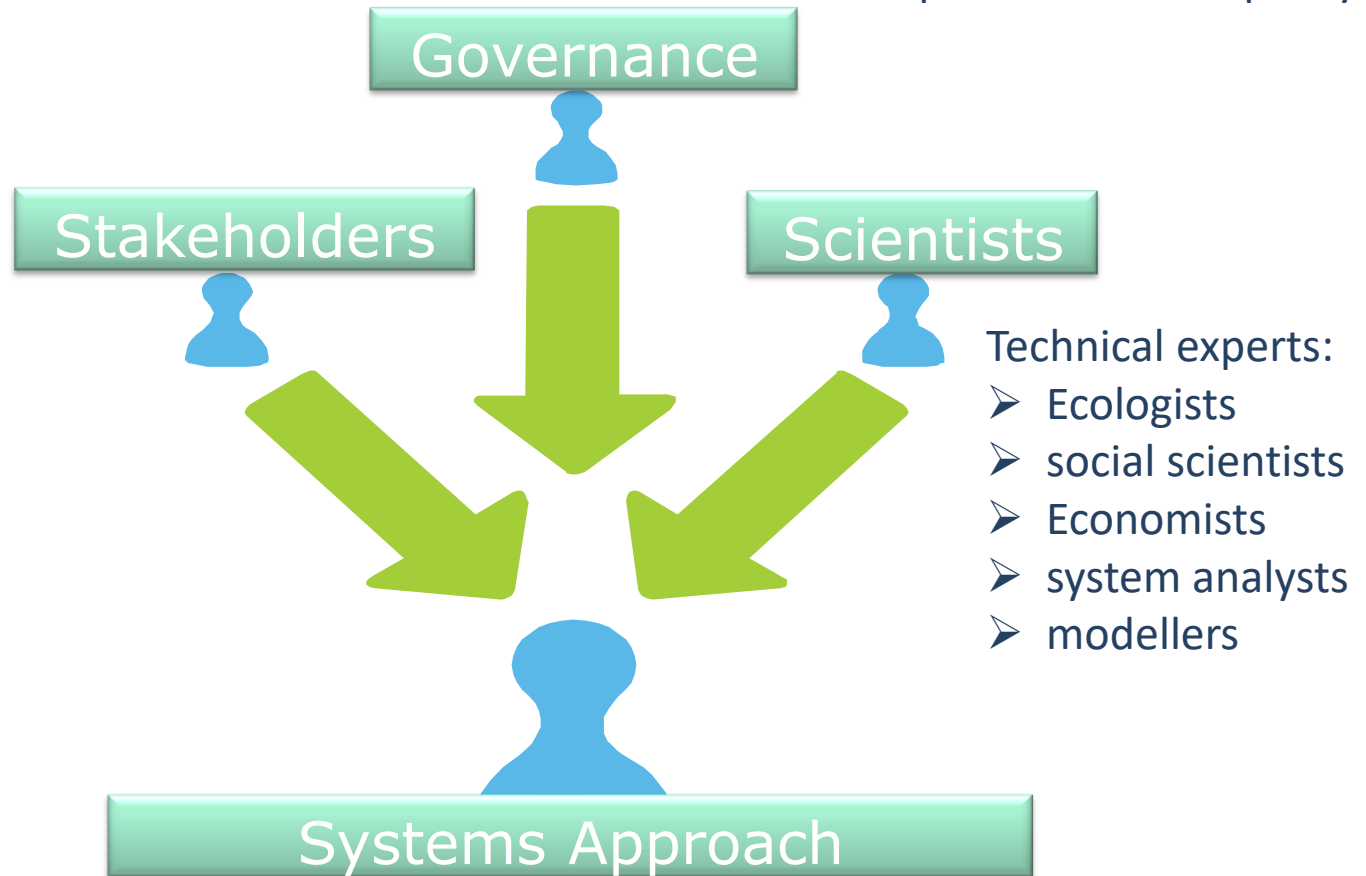 Governance
Stakeholders
Scientists
Technical experts:
➢ Ecologists
➢ social scientists
➢ Economists
➢ system analysts
➢ modellers
Systems Approach